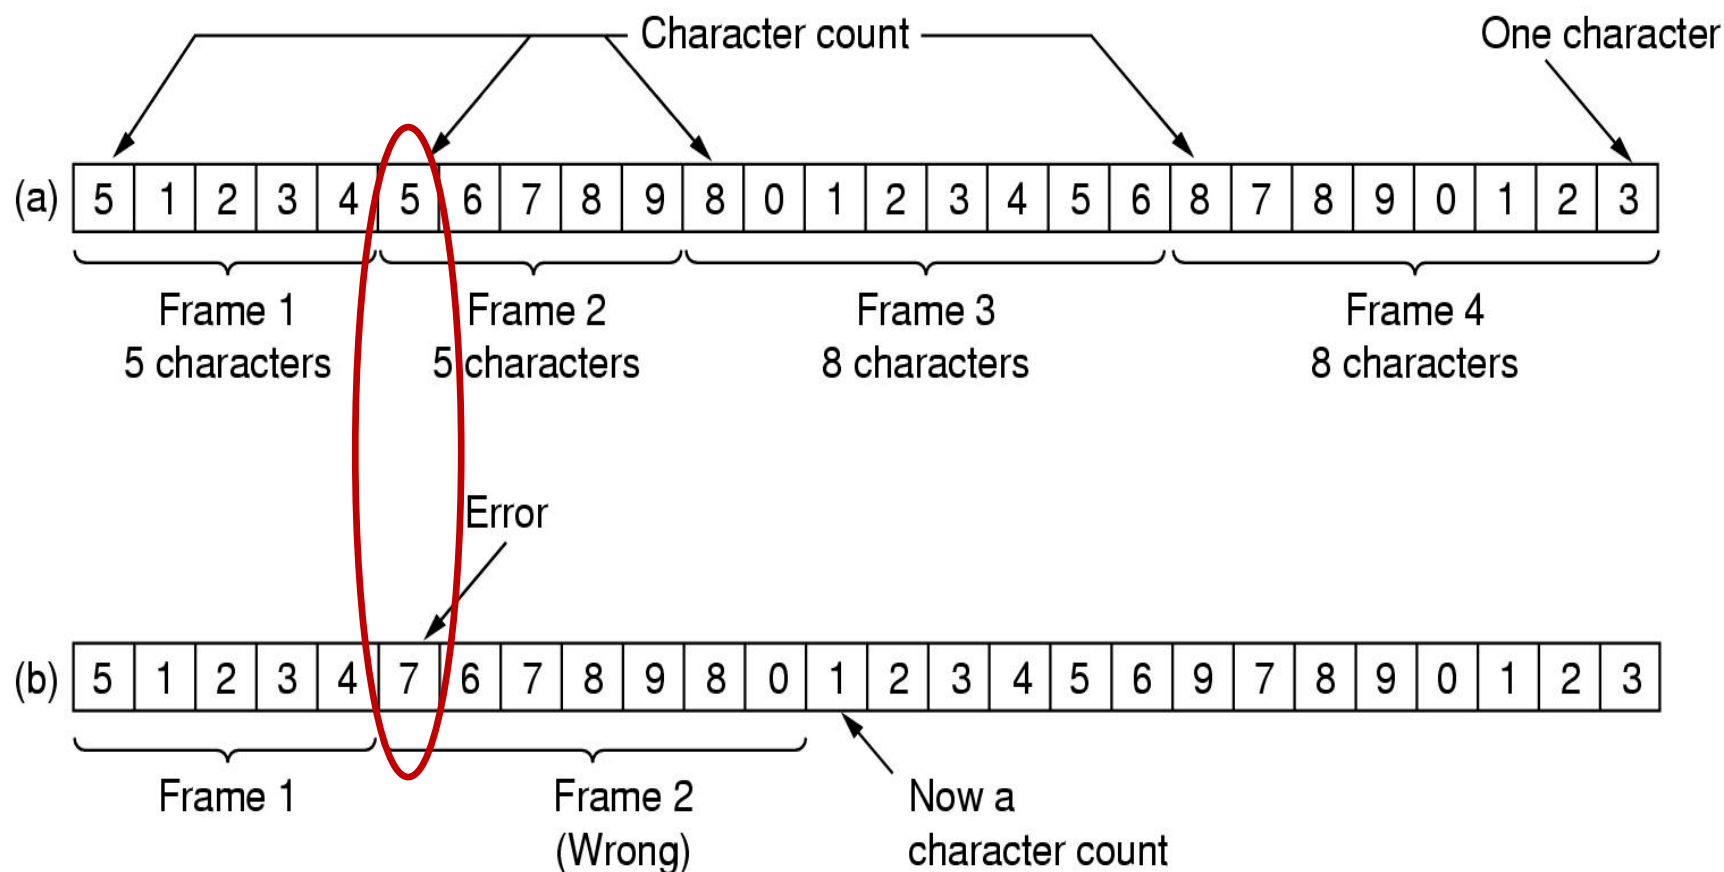 Character count One character
(a) 5 1 2 3 4 5 6 7 8 9 8 0 1 2 3 4 5 6 8 7 8 9 0 1 2 3
Frame 1 Frame 2 Frame 3 Frame 4
5 characters 5 characters 8 characters 8 characters
Error
(b) 5 1 2 3 4 7 6 7 8 9 8 0 1 2 3 4 5 6 9 7 8 9 0 1 2 3
Frame 1 Frame 2 Now a
(Wrong) character count